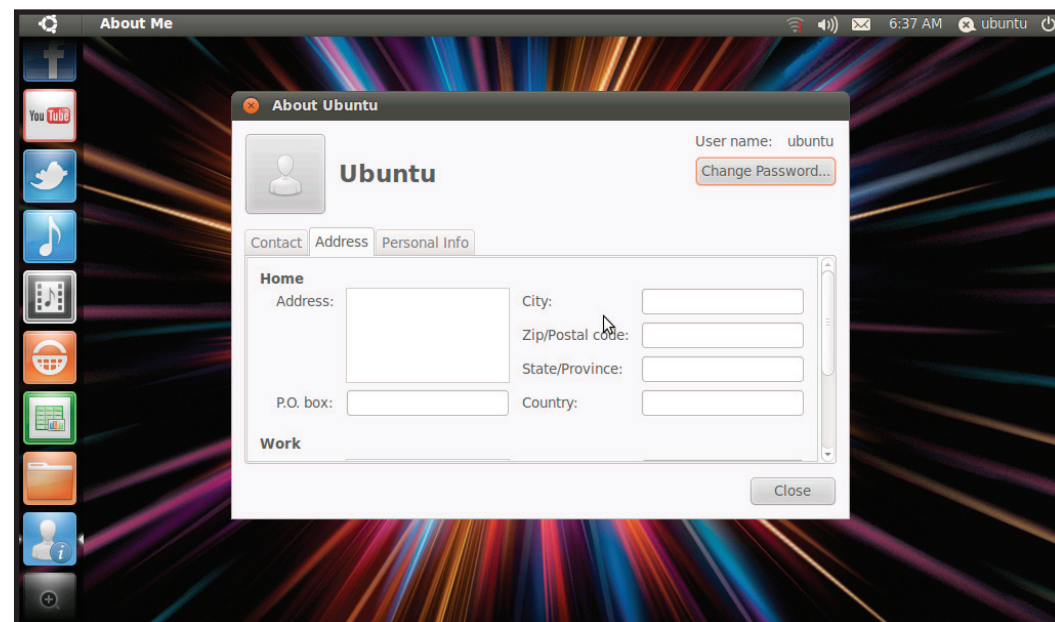 About Me
6:37 AM
ubuntu
You Tube
About Ubuntu
Ubuntu
User name: ubuntu
Change Password...
Contact
Address
Personal Info
Home
Address:
City:
Zip/Postal code:
State/Province:
P.O. box:
Country:
Work
Close